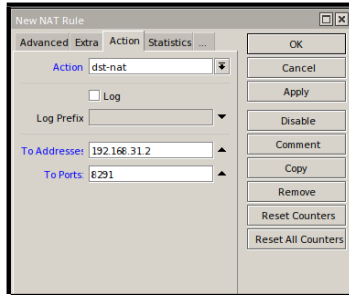 New NAT Rule
Advanced Extra Action Statistics ...
OK
Action dst-nat
Cancel
Log
Apply
Log Prefix
Disable
To Addresses: 192.168.31.2
Comment
To Ports: 8291
Copy
Remove
Reset Counters
Reset All Counters